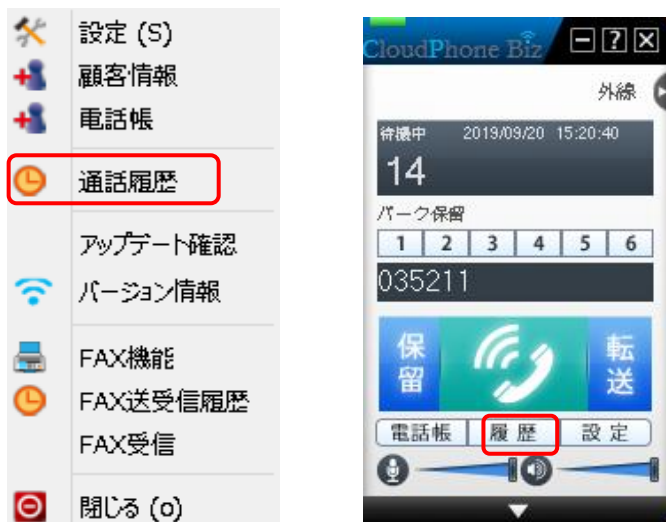 設定 (S)
顧客情報
電話帳
通話履歴
アップデート確認
バージョン情報
FAX機能
FAX送受信履歴
FAX受信
閉じる (o)
CloudPhone Biz
外線
待機中 2019/09/20 15:20:40
14
パーク保留
1 2 3 4 5 6
035211
保留 転送
電話帳 履歴 設定